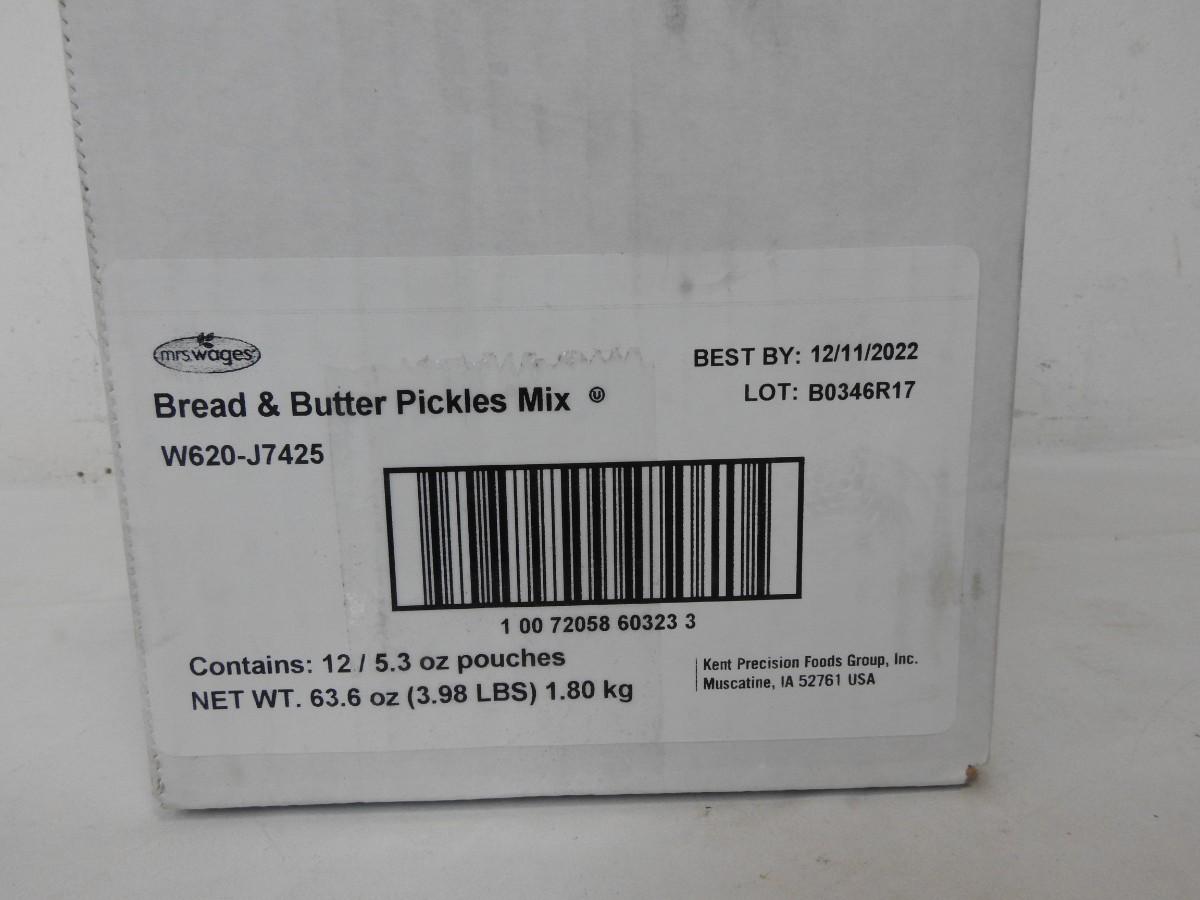 mrs.wages
Bread & Butter Pickles Mix Ⓤ
W620-J7425
BEST BY: 12/11/2022
LOT: B0346R17
1 00 72058 60323 3
Contains: 12 / 5.3 oz pouches
NET WT. 63.6 oz (3.98 LBS) 1.80 kg
Kent Precision Foods Group, Inc.
Muscatine, IA 52761 USA